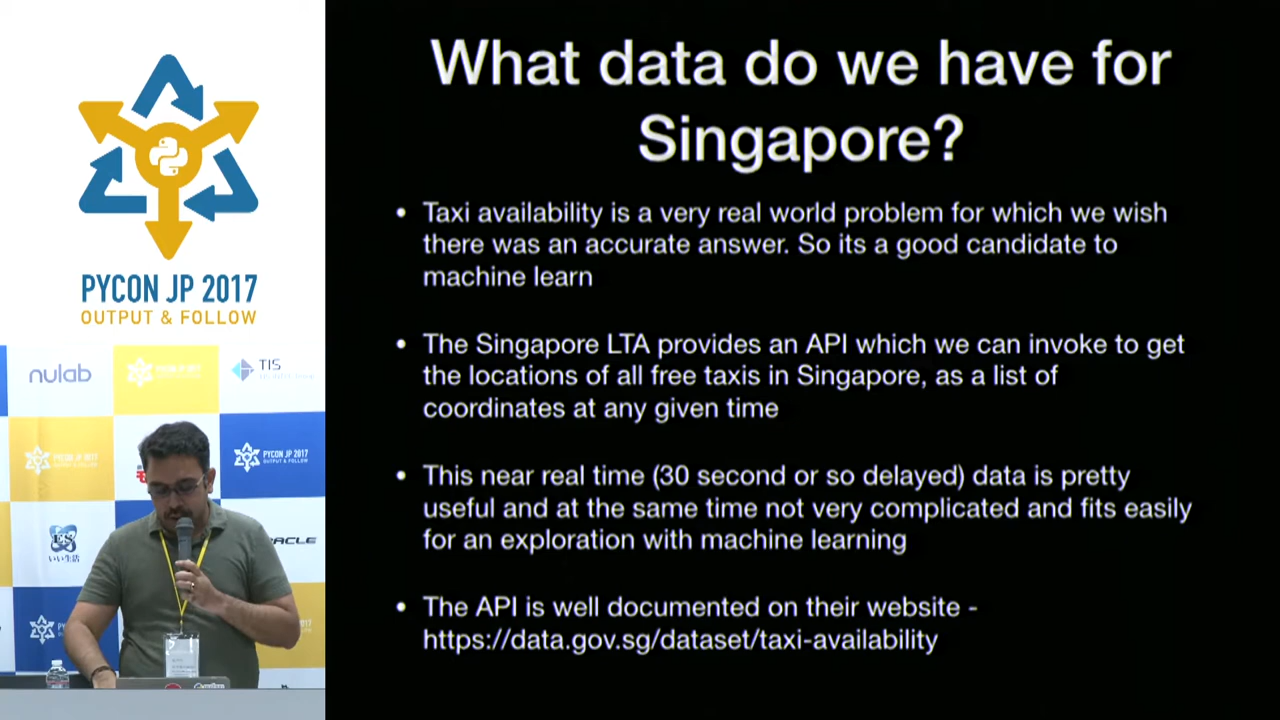 What data do we have for
Singapore?
• Taxi availability is a very real world problem for which we wish
there was an accurate answer. So its a good candidate to
machine learn
• The Singapore LTA provides an API which we can invoke to get
the locations of all free taxis in Singapore, as a list of
coordinates at any given time
• This near real time (30 second or so delayed) data is pretty
useful and at the same time not very complicated and fits easily
for an exploration with machine learning
• The API is well documented on their website -
https://data.gov.sg/dataset/taxi-availability
PYCON JP 2017
OUTPUT & FOLLOW
nulab
TIS
PYCON JP 2017
OUTPUT & FOLLOW
ES
いい生活